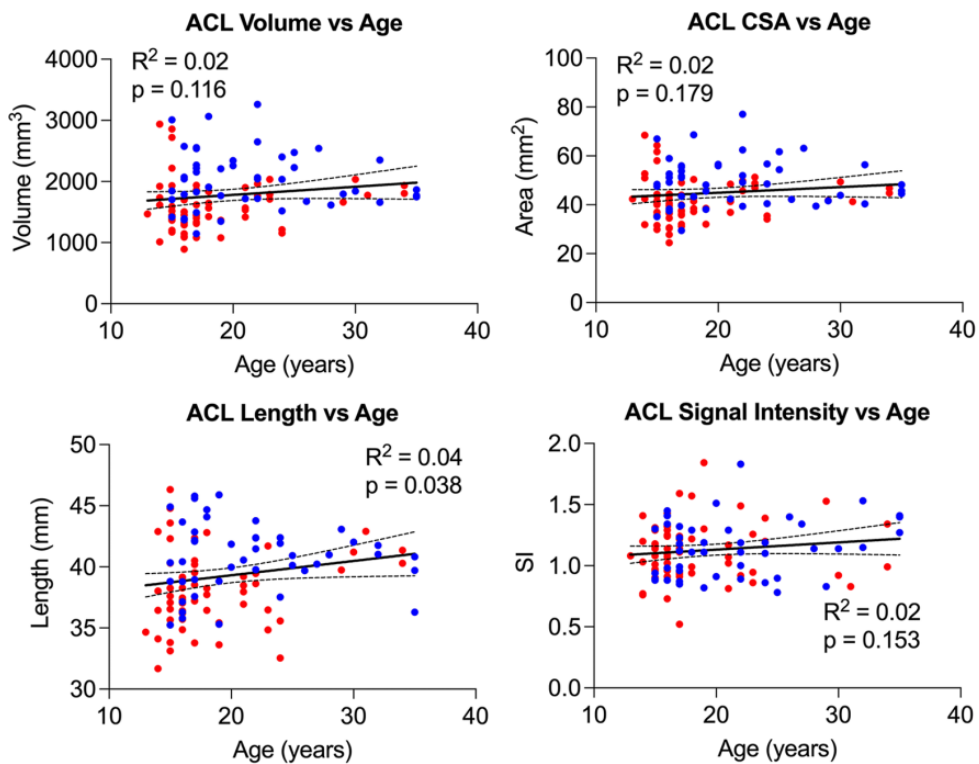 ACL Volume vs Age
R² = 0.02
p = 0.116
4000
3000
2000
1000
0
Volume (mm³)
10 20 30 40
Age (years)
ACL CSA vs Age
R² = 0.02
p = 0.179
100
80
60
40
20
0
Area (mm²)
10 20 30 40
Age (years)
ACL Length vs Age
R² = 0.04
p = 0.038
50
45
40
35
30
Length (mm)
10 20 30 40
Age (years)
ACL Signal Intensity vs Age
2.0
1.5
1.0
0.5
0.0
SI
R² = 0.02
p = 0.153
10 20 30 40
Age (years)